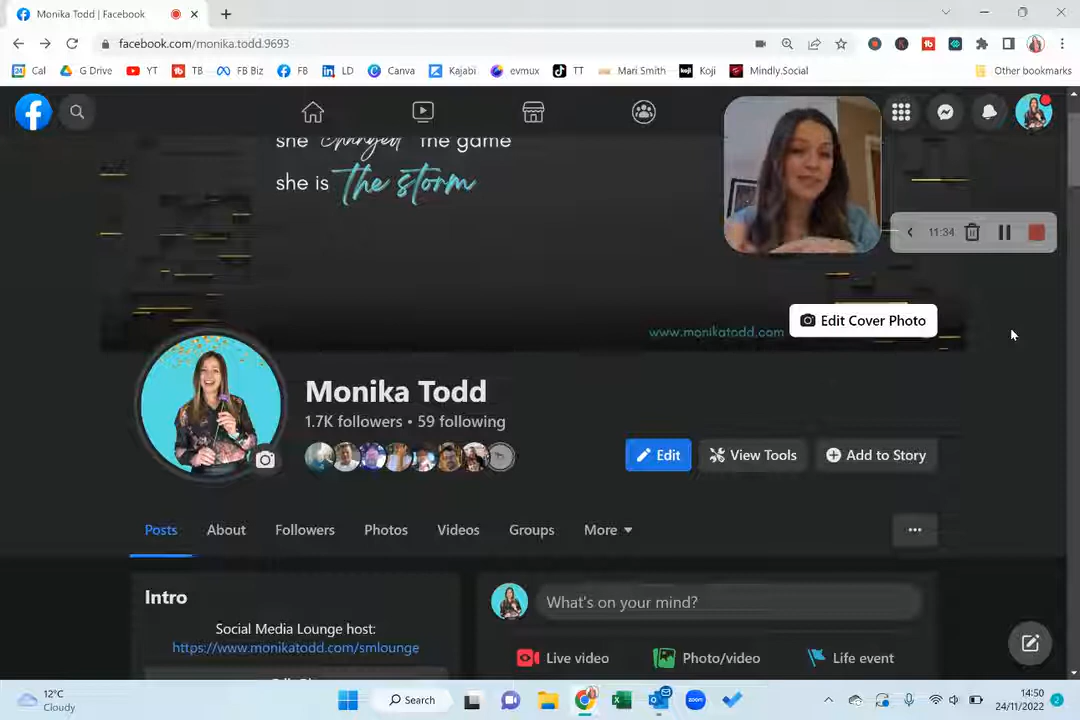 Monika Todd | Facebook
facebook.com/monika.todd.9693
24 Cal
G Drive
YT
TB
FB Biz
FB
LD
Canva
Kajabi
evmux
TT
Mari Smith
koji Koji
Mindly.Social
Other bookmarks
she changed the game
she is the storm
11:34
www.monikatodd.com
Edit Cover Photo
Monika Todd
1.7K followers • 59 following
Edit
View Tools
Add to Story
Posts
About
Followers
Photos
Videos
Groups
More
Intro
Social Media Lounge host:
https://www.monikatodd.com/smlounge
What's on your mind?
Live video
Photo/video
Life event
12°C
Cloudy
Search
zoom
14:50
24/11/2022
2